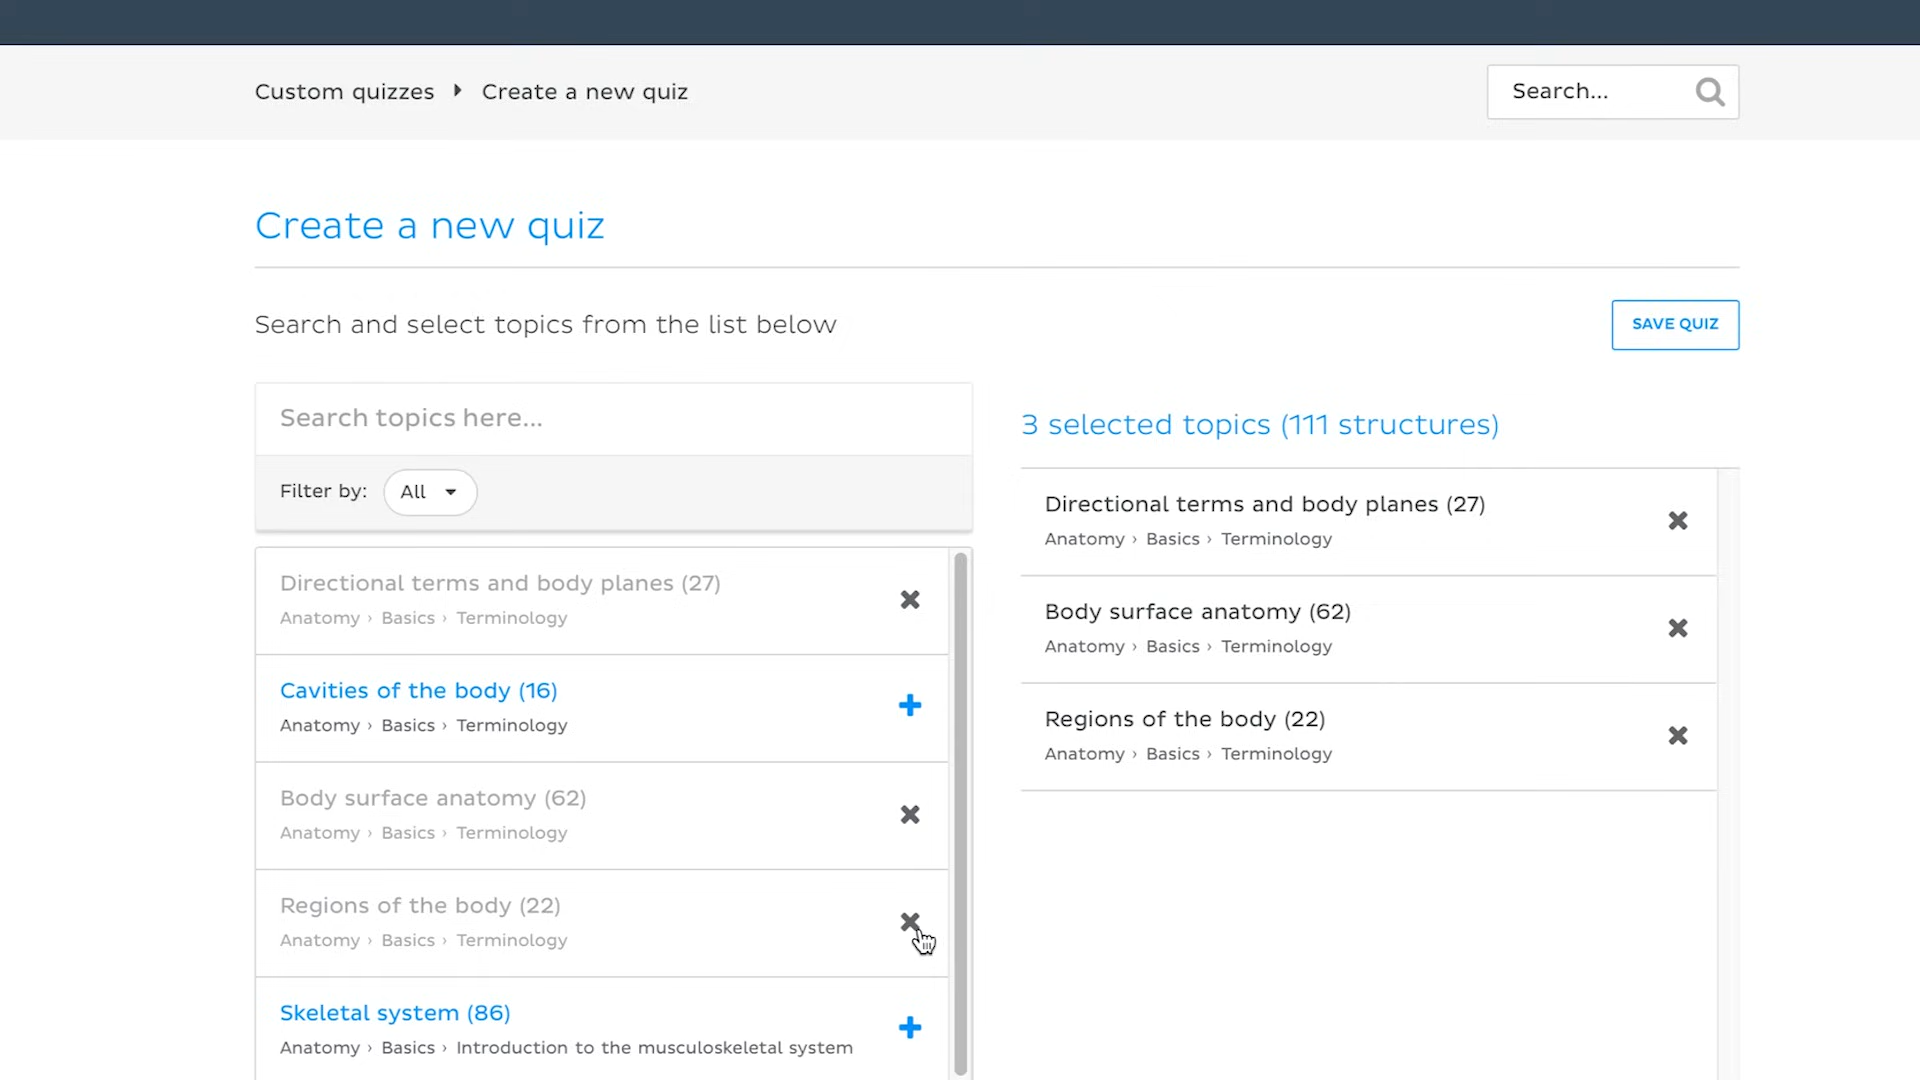 Custom quizzes Create a new quiz
Search...
Create a new quiz
Search and select topics from the list below
SAVE QUIZ
Search topics here...
Filter by: All
Directional terms and body planes (27)
Anatomy › Basics › Terminology
Cavities of the body (16)
Anatomy › Basics › Terminology
Body surface anatomy (62)
Anatomy › Basics › Terminology
Regions of the body (22)
Anatomy › Basics › Terminology
Skeletal system (86)
Anatomy › Basics › Introduction to the musculoskeletal system
3 selected topics (111 structures)
Directional terms and body planes (27)
Anatomy › Basics › Terminology
Body surface anatomy (62)
Anatomy › Basics › Terminology
Regions of the body (22)
Anatomy › Basics › Terminology